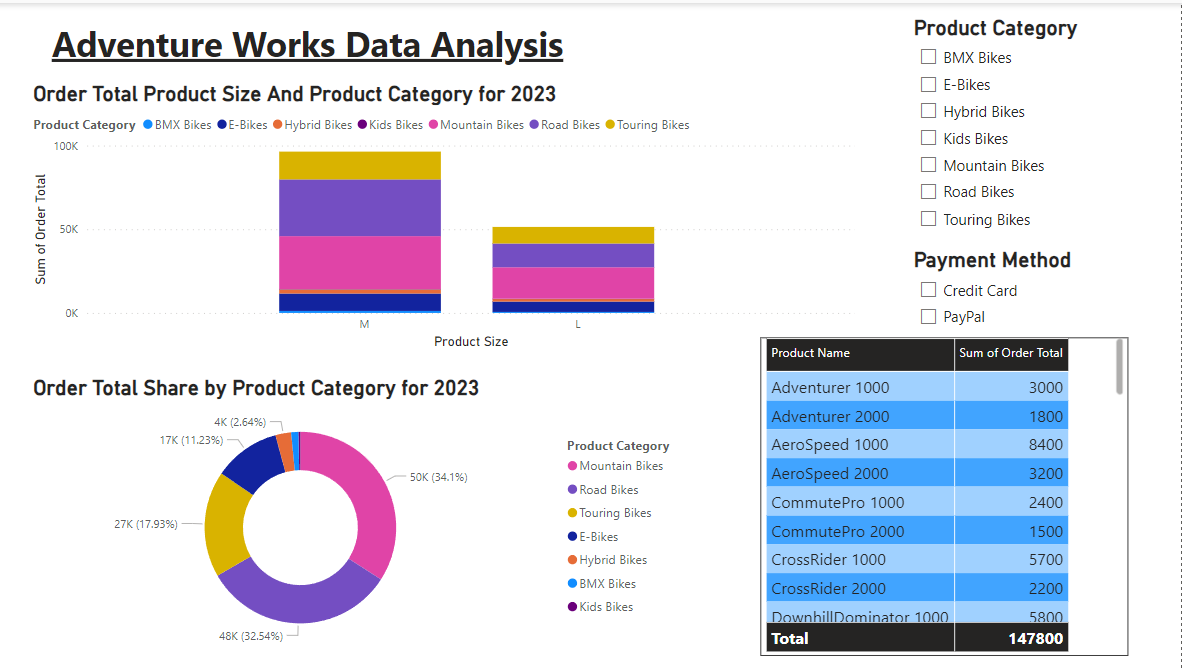 Adventure Works Data Analysis
Order Total Product Size And Product Category for 2023
Product Category BMX Bikes E-Bikes Hybrid Bikes Kids Bikes Mountain Bikes Road Bikes Touring Bikes
100K
50K
0K
Sum of Order Total
M L
Product Size
Order Total Share by Product Category for 2023
4K (2.64%)
17K (11.23%)
50K (34.1%)
27K (17.93%)
48K (32.54%)
Product Category
Mountain Bikes
Road Bikes
Touring Bikes
E-Bikes
Hybrid Bikes
BMX Bikes
Kids Bikes
Product Category
BMX Bikes
E-Bikes
Hybrid Bikes
Kids Bikes
Mountain Bikes
Road Bikes
Touring Bikes
Payment Method
Credit Card
PayPal
Product Name Sum of Order Total
Adventurer 1000 3000
Adventurer 2000 1800
AeroSpeed 1000 8400
AeroSpeed 2000 3200
CommutePro 1000 2400
CommutePro 2000 1500
CrossRider 1000 5700
CrossRider 2000 2200
DownhillDominator 1000 5800
Total 147800